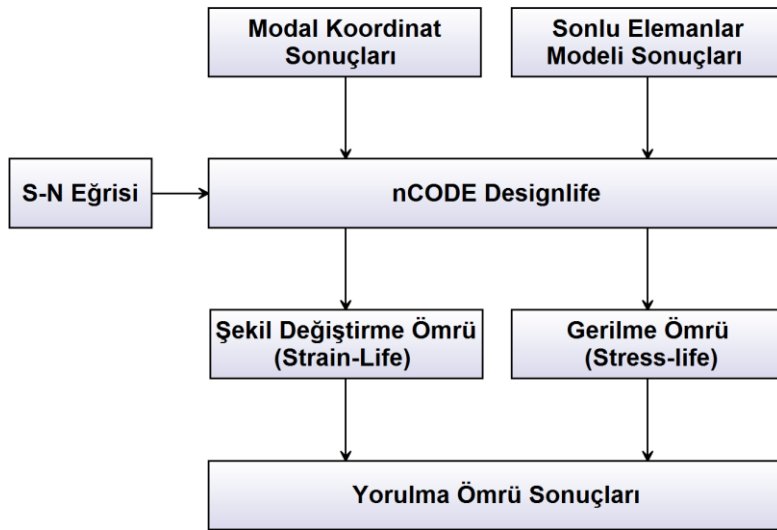 Modal Koordinat
Sonuçları
Sonlu Elemanlar
Modeli Sonuçları
S-N Eğrisi
nCODE Designlife
Şekil Değiştirme Ömrü
(Strain-Life)
Gerilme Ömrü
(Stress-life)
Yorulma Ömrü Sonuçları